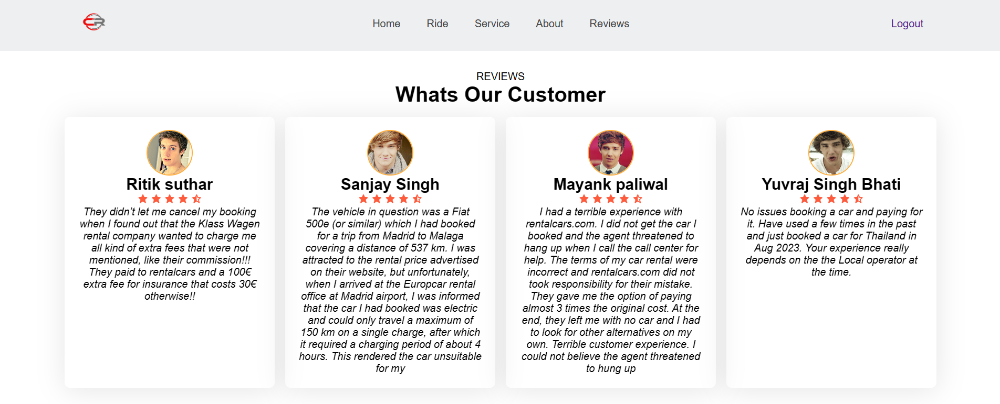 CR
Home Ride Service About Reviews Logout
REVIEWS
Whats Our Customer
Ritik suthar
They didn’t let me cancel my booking
when I found out that the Klass Wagen
rental company wanted to charge me
all kind of extra fees that were not
mentioned, like their commission!!!
They paid to rentalcars and a 100€
extra fee for insurance that costs 30€
otherwise!!
Sanjay Singh
The vehicle in question was a Fiat
500e (or similar) which I had booked
for a trip from Madrid to Malaga
covering a distance of 537 km. I was
attracted to the rental price advertised
on their website, but unfortunately,
when I arrived at the Europcar rental
office at Madrid airport, I was informed
that the car I had booked was electric
and could only travel a maximum of
150 km on a single charge, after which
it required a charging period of about 4
hours. This rendered the car unsuitable
for my
Mayank paliwal
I had a terrible experience with
rentalcars.com. I did not get the car I
booked and the agent threatened to
hang up when I call the call center for
help. The terms of my car rental were
incorrect and rentalcars.com did not
took responsibility for their mistake.
They gave me the option of paying
almost 3 times the original cost. At the
end, they left me with no car and I had
to look for other alternatives on my
own. Terrible customer experience. I
could not believe the agent threatened
to hung up
Yuvraj Singh Bhati
No issues booking a car and paying for
it. Have used a few times in the past
and just booked a car for Thailand in
Aug 2023. Your experience really
depends on the the Local operator at
the time.